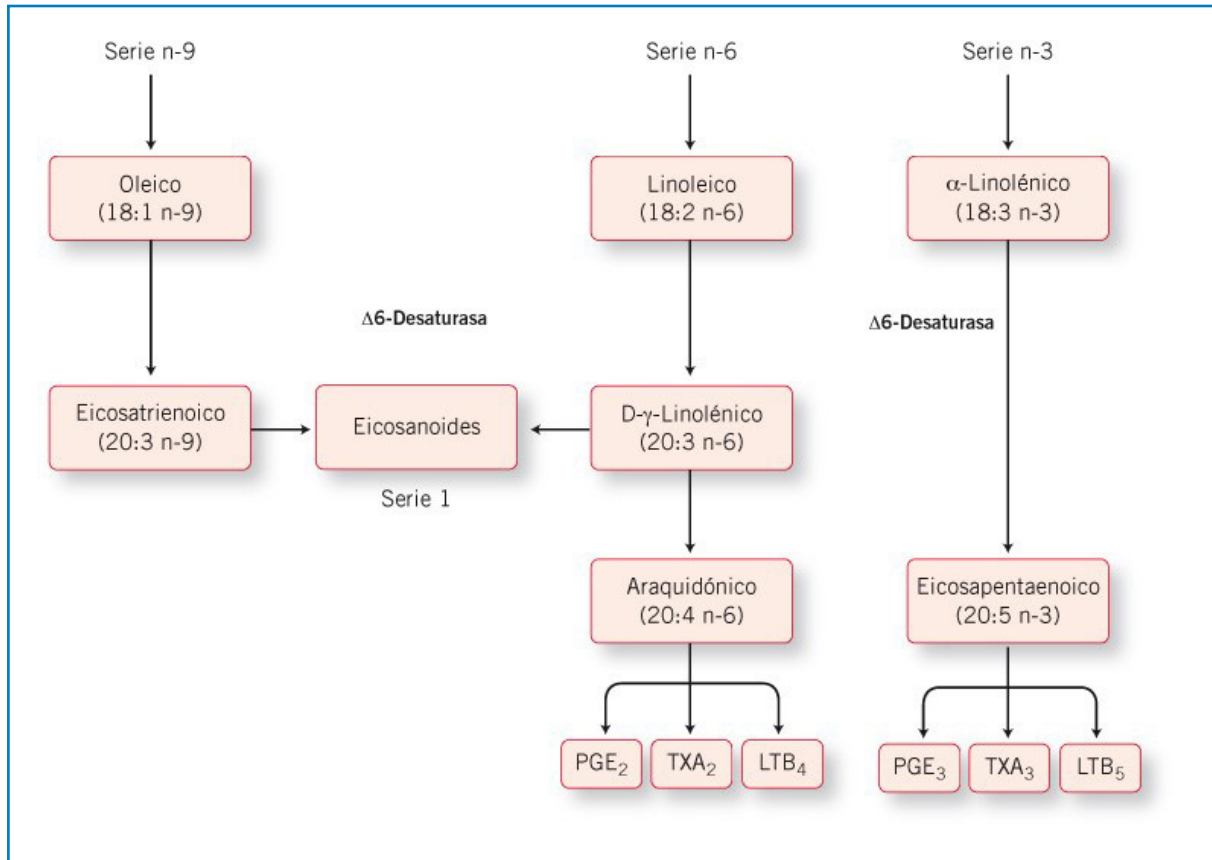 Serie n-9
Serie n-6
Serie n-3
Oleico
(18:1 n-9)
Linoleico
(18:2 n-6)
α-Linolénico
(18:3 n-3)
Δ6-Desaturasa
Δ6-Desaturasa
Eicosatrienoico
(20:3 n-9)
Eicosanoides
D-γ-Linolénico
(20:3 n-6)
Serie 1
Araquidónico
(20:4 n-6)
Eicosapentaenoico
(20:5 n-3)
PGE₂
TXA₂
LTB₄
PGE₃
TXA₃
LTB₅